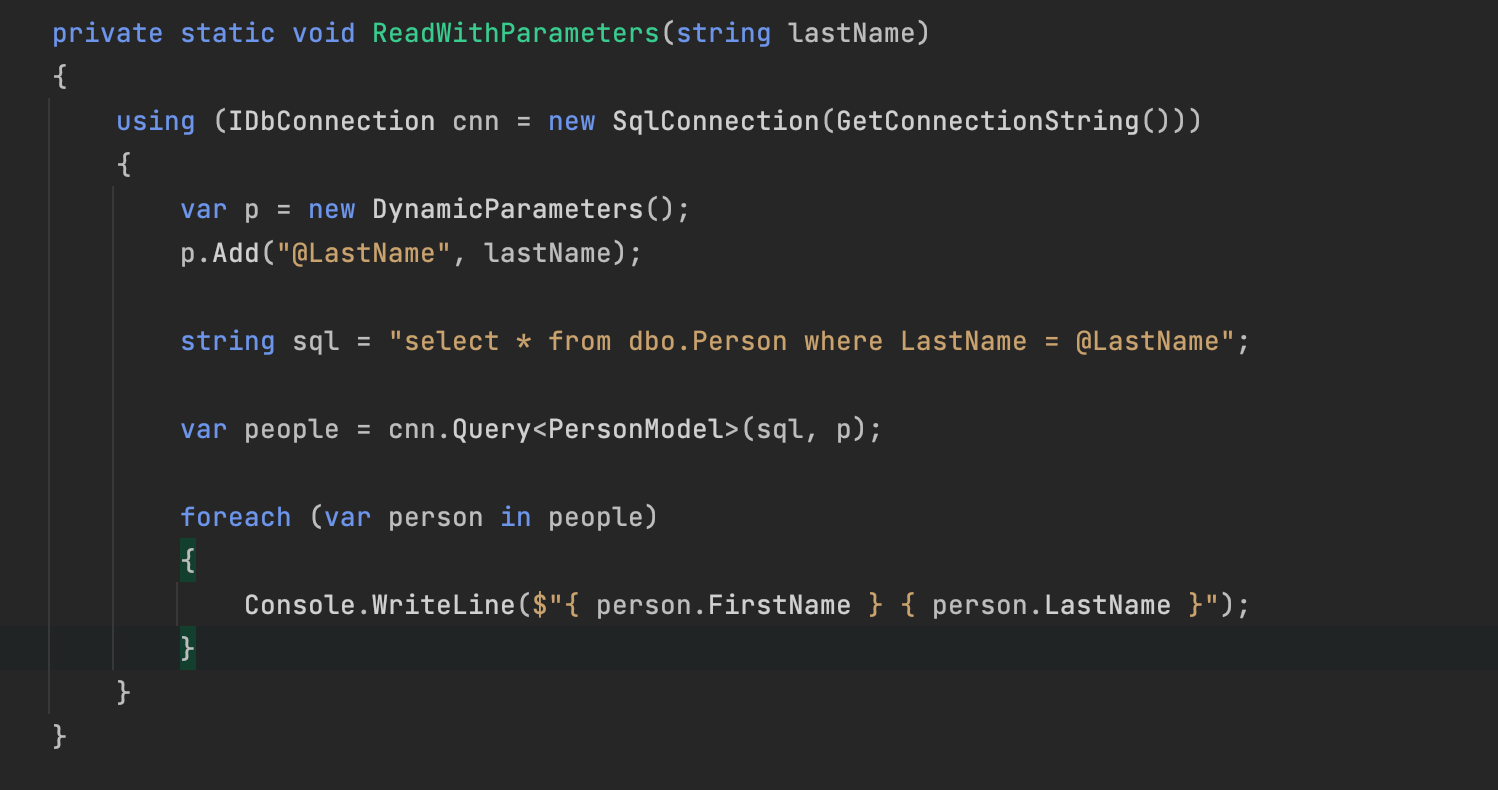 private static void ReadWithParameters(string lastName)
{
    using (IDbConnection cnn = new SqlConnection(GetConnectionString()))
    {
        var p = new DynamicParameters();
        p.Add("@LastName", lastName);

        string sql = "select * from dbo.Person where LastName = @LastName";

        var people = cnn.Query<PersonModel>(sql, p);

        foreach (var person in people)
        {
            Console.WriteLine($"{ person.FirstName } { person.LastName }");
        }
    }
}